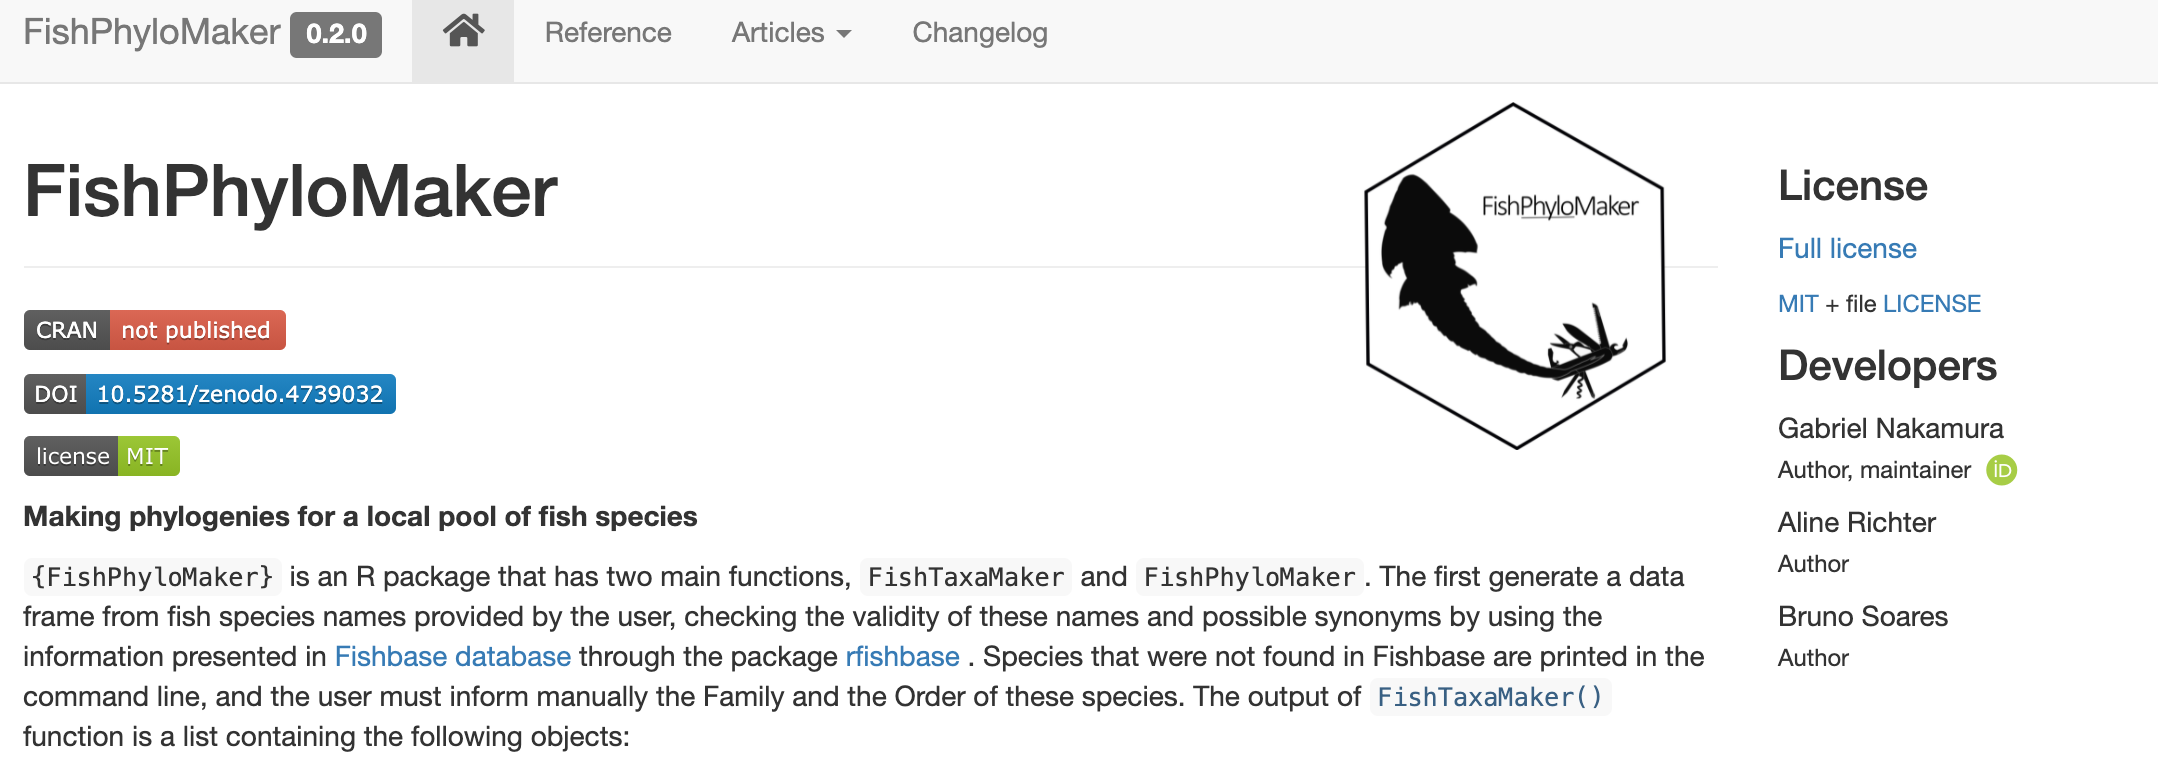 FishPhyloMaker 0.2.0 Reference Articles Changelog
FishPhyloMaker
FishPhyloMaker
CRAN not published
DOI 10.5281/zenodo.4739032
license MIT
Making phylogenies for a local pool of fish species
{FishPhyloMaker} is an R package that has two main functions, FishTaxaMaker and FishPhyloMaker. The first generate a data
frame from fish species names provided by the user, checking the validity of these names and possible synonyms by using the
information presented in Fishbase database through the package rfishbase . Species that were not found in Fishbase are printed in the
command line, and the user must inform manually the Family and the Order of these species. The output of FishTaxaMaker()
function is a list containing the following objects:
License
Full license
MIT + file LICENSE
Developers
Gabriel Nakamura
Author, maintainer iD
Aline Richter
Author
Bruno Soares
Author